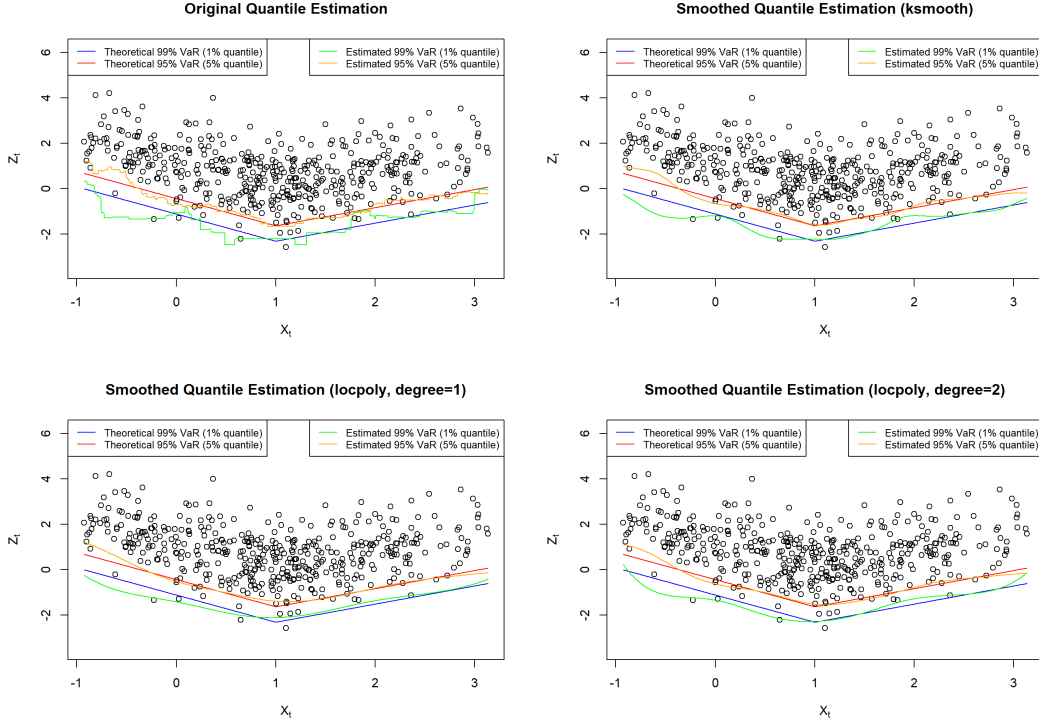 Original Quantile Estimation
Theoretical 99% VaR (1% quantile)
Theoretical 95% VaR (5% quantile)
Estimated 99% VaR (1% quantile)
Estimated 95% VaR (5% quantile)
6
4
2
0
-2
Zt
-1 0 1 2 3
Xt
Smoothed Quantile Estimation (ksmooth)
Theoretical 99% VaR (1% quantile)
Theoretical 95% VaR (5% quantile)
Estimated 99% VaR (1% quantile)
Estimated 95% VaR (5% quantile)
6
4
2
0
-2
Zt
-1 0 1 2 3
Xt
Smoothed Quantile Estimation (locpoly, degree=1)
Theoretical 99% VaR (1% quantile)
Theoretical 95% VaR (5% quantile)
Estimated 99% VaR (1% quantile)
Estimated 95% VaR (5% quantile)
6
4
2
0
-2
Zt
-1 0 1 2 3
Xt
Smoothed Quantile Estimation (locpoly, degree=2)
Theoretical 99% VaR (1% quantile)
Theoretical 95% VaR (5% quantile)
Estimated 99% VaR (1% quantile)
Estimated 95% VaR (5% quantile)
6
4
2
0
-2
Zt
-1 0 1 2 3
Xt